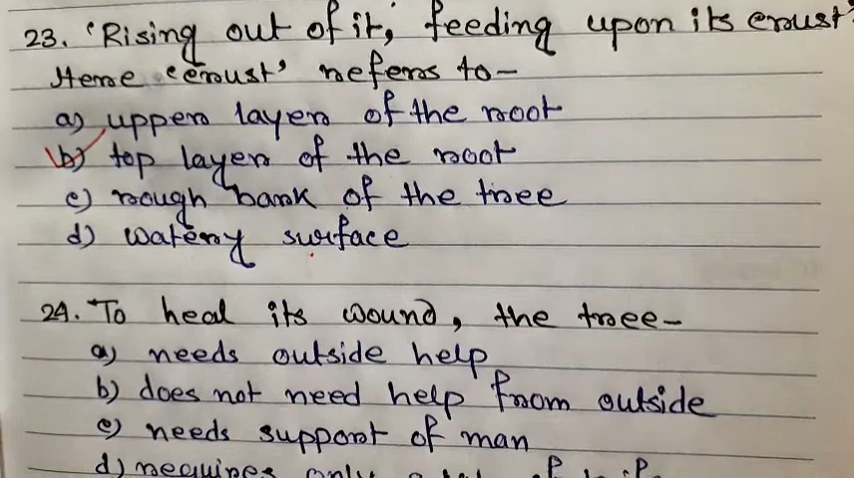 23. 'Rising out of it, feeding upon its crust'
Here 'crust' refers to-
a) upper layer of the root
b) top layer of the root
c) rough bark of the tree
d) watery surface
24. To heal its wound, the tree-
a) needs outside help
b) does not need help from outside
c) needs support of man
d) requires only a